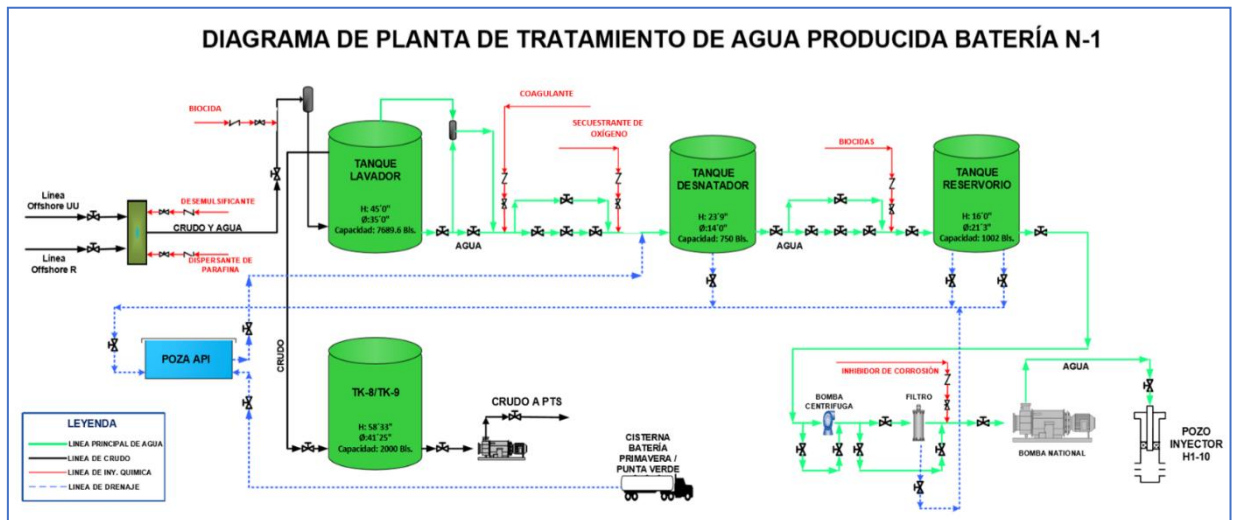 DIAGRAMA DE PLANTA DE TRATAMIENTO DE AGUA PRODUCIDA BATERÍA N-1
COAGULANTE
BIOCIDA
SECUESTRANTE DE
OXÍGENO
BIOCIDAS
TANQUE
LAVADOR
H: 45´0"
Ø:35´0"
Capacidad: 7689.6 Bls.
TANQUE
DESNATADOR
H: 23´9"
Ø:14´0"
Capacidad: 750 Bls.
TANQUE
RESERVORIO
H: 16´0"
Ø:21´3"
Capacidad: 1002 Bls.
Línea
Offshore UU
DESEMULSIFICANTE
CRUDO Y AGUA
AGUA
AGUA
Línea
Offshore R
DISPERSANTE DE
PARAFINA
CRUDO
POZA API
TK-8/TK-9
H: 58´33"
Ø:41´25"
Capacidad: 2000 Bls.
CRUDO A PTS
CISTERNA
BATERÍA
PRIMAVERA /
PUNTA VERDE
INHIBIDOR DE CORROSIÓN
BOMBA
CENTRIFUGA
FILTRO
AGUA
BOMBA NATIONAL
POZO
INYECTOR
H1-10
LEYENDA
LINEA PRINCIPAL DE AGUA
LINEA DE CRUDO
LINEA DE INY. QUIMICA
LINEA DE DRENAJE